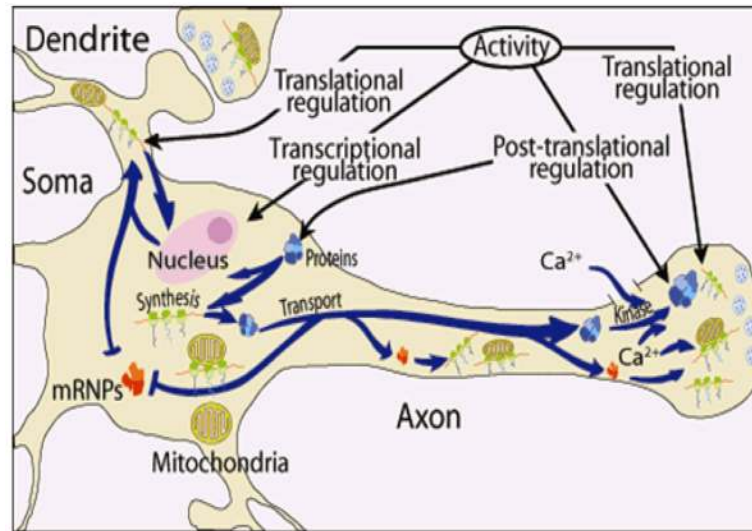 Dendrite
Activity
Translational
regulation
Translational
regulation
Transcriptional
regulation
Post-translational
regulation
Soma
Nucleus
Proteins
Ca²⁺
Synthesis
Transport
Kinase
Ca²⁺
mRNPs
Axon
Mitochondria